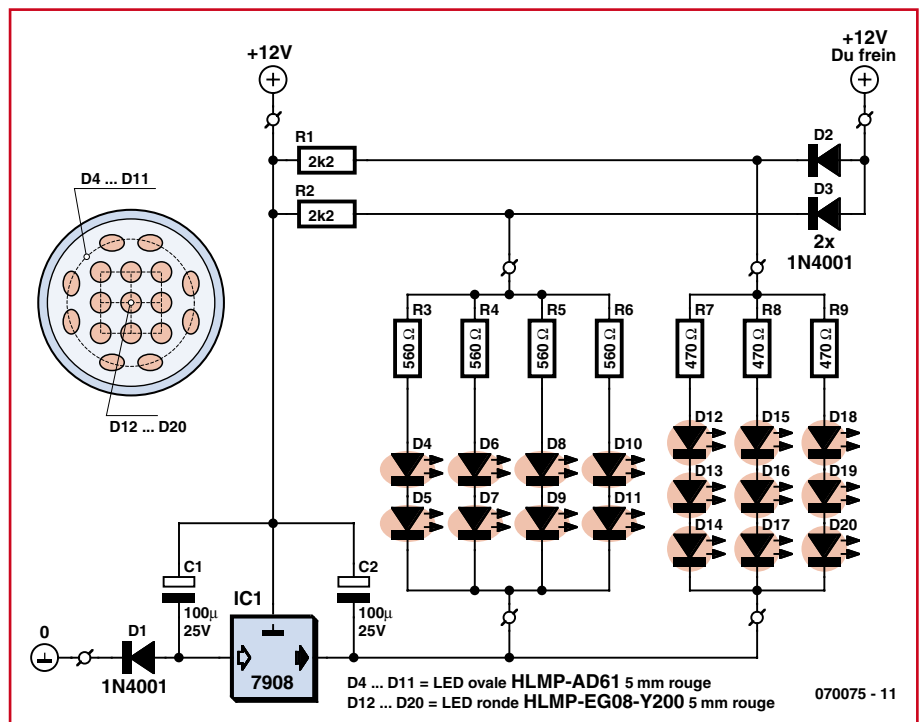 +12V
+12V
Du frein
R1
2k2
D2
D4 ... D11
R2
2k2
D3
2x
1N4001
R3
R4
R5
R6
R7
R8
R9
560 Ω
560 Ω
560 Ω
560 Ω
470 Ω
470 Ω
470 Ω
D12 ... D20
D12
D15
D18
D4
D6
D8
D10
D13
D16
D19
D5
D7
D9
D11
D14
D17
D20
C1
C2
100µ
25V
100µ
25V
IC1
0
D1
1N4001
7908
D4 ... D11 = LED ovale HLMP-AD61 5 mm rouge
D12 ... D20 = LED ronde HLMP-EG08-Y200 5 mm rouge
070075 - 11